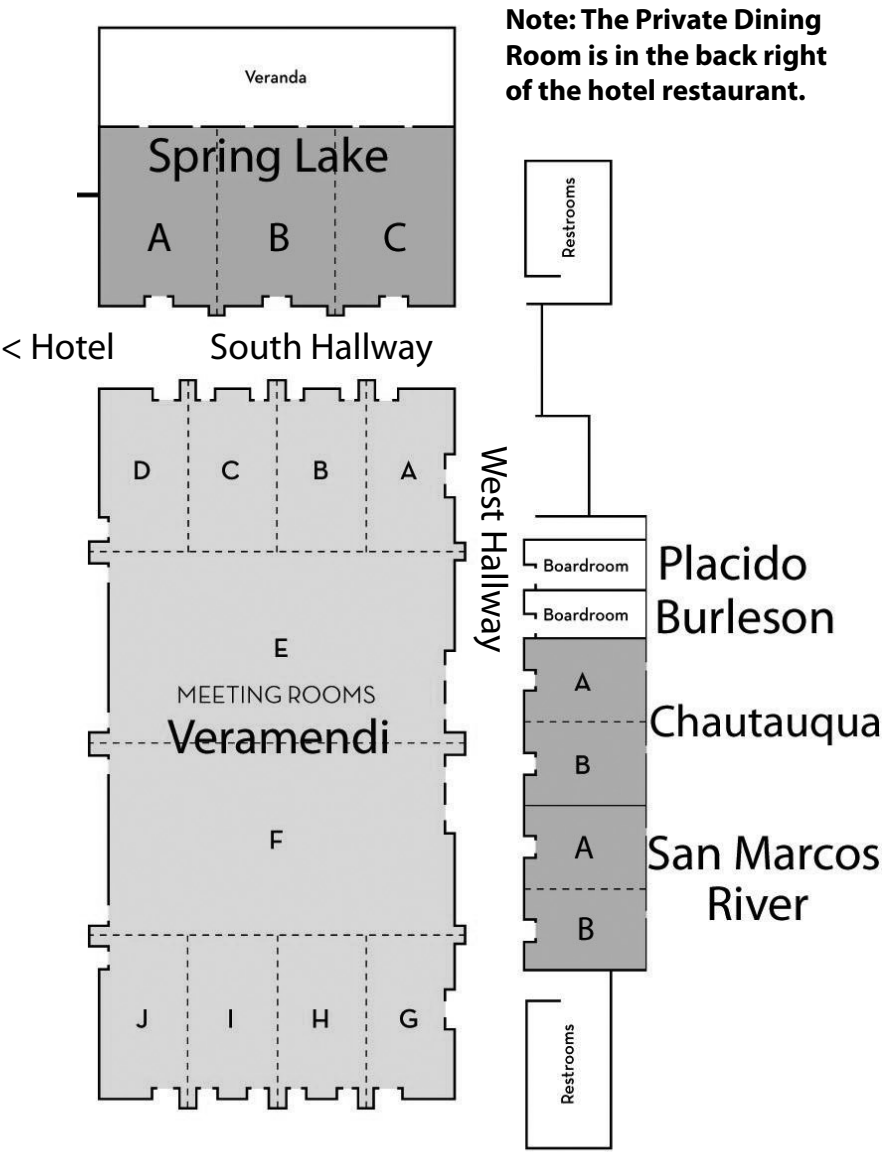 Note: The Private Dining
Room is in the back right
of the hotel restaurant.
Veranda
Spring Lake
A B C
Restrooms
< Hotel
South Hallway
D C B A
West Hallway
Boardroom
Placido
Boardroom
Burleson
E
MEETING ROOMS
Veramendi
F
A
Chautauqua
B
A
San Marcos
River
B
J I H G
Restrooms